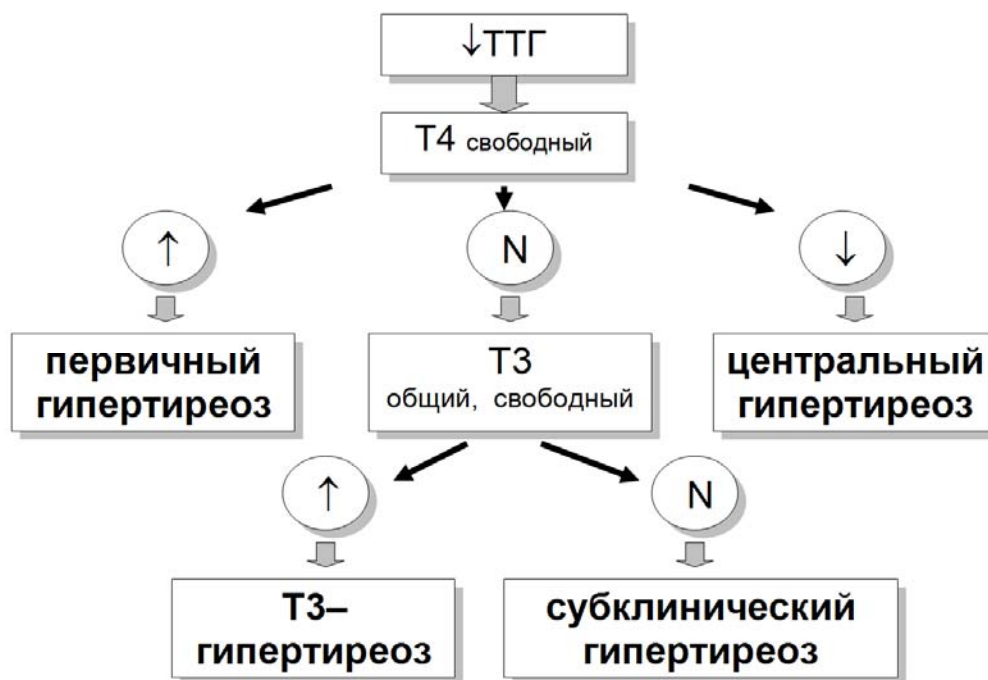 ↓ТТГ
Т4 свободный
↑
N
↓
первичный
гипертиреоз
Т3
общий, свободный
центральный
гипертиреоз
↑
N
Т3–
гипертиреоз
субклинический
гипертиреоз